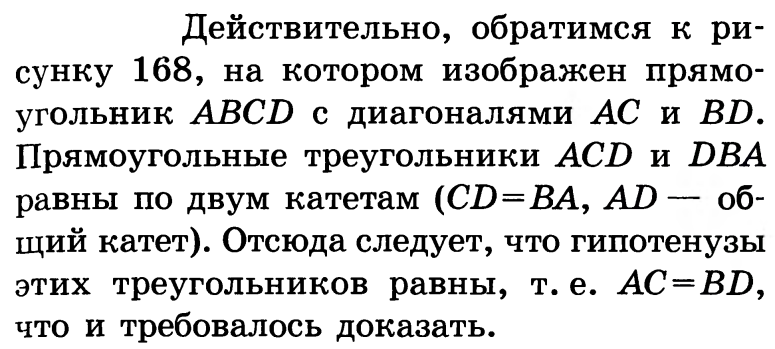 Действительно, обратимся к ри-
сунку 168, на котором изображен прямо-
угольник ABCD с диагоналями AC и BD.
Прямоугольные треугольники ACD и DBA
равны по двум катетам (CD=BA, AD — об-
щий катет). Отсюда следует, что гипотенузы
этих треугольников равны, т. е. AC=BD,
что и требовалось доказать.